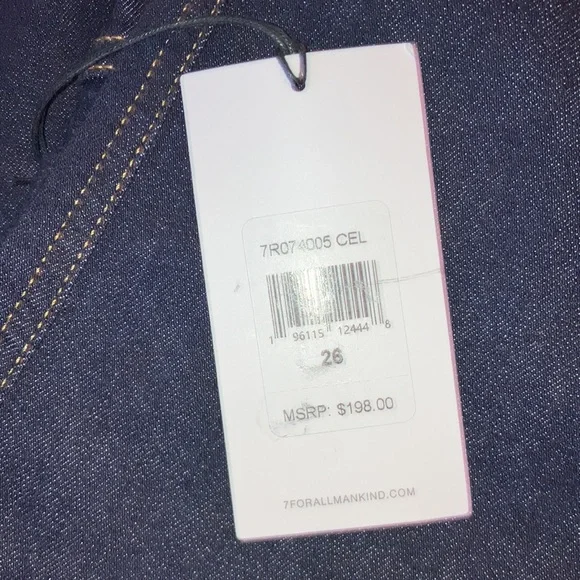 7R074005 CEL
1 96115 12444 8
26
MSRP: $198.00
7FORALLMANKIND.COM